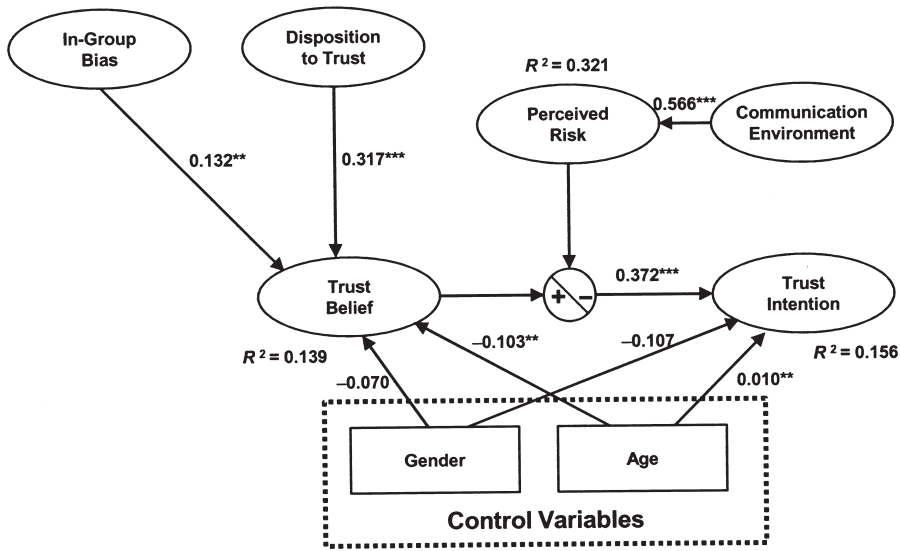 In-Group
Bias
Disposition
to Trust
R² = 0.321
Perceived
Risk
0.566***
Communication
Environment
0.132**
0.317***
Trust
Belief
+
−
0.372***
Trust
Intention
R² = 0.139
−0.070
−0.103**
−0.107
0.010**
R² = 0.156
Gender
Age
Control Variables